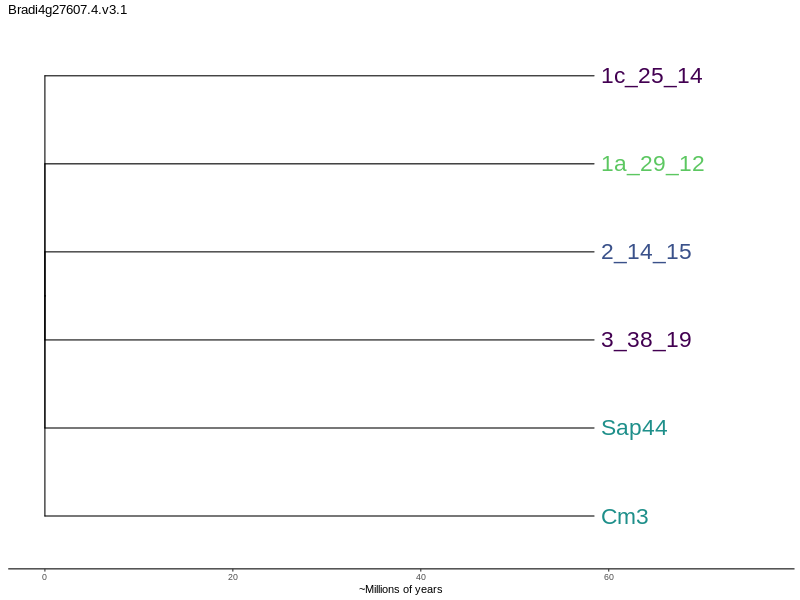 Bradi4g27607.4.v3.1
1c_25_14
1a_29_12
2_14_15
3_38_19
Sap44
Cm3
0 20 40 60
~Millions of years